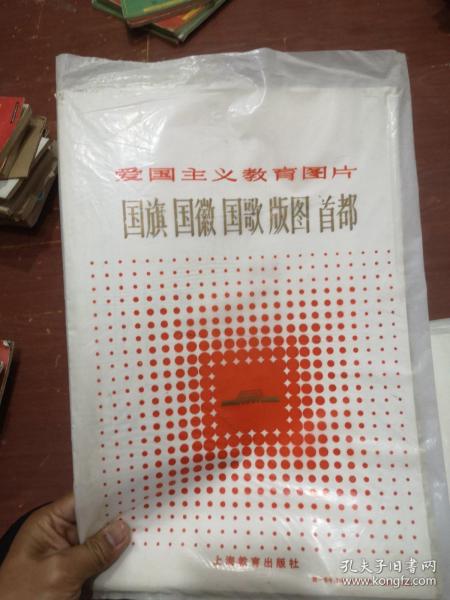 爱国主义教育图片
国旗 国徽 国歌 版图 首都
上海教育出版社
孔夫子旧书网
www.kongfz.com